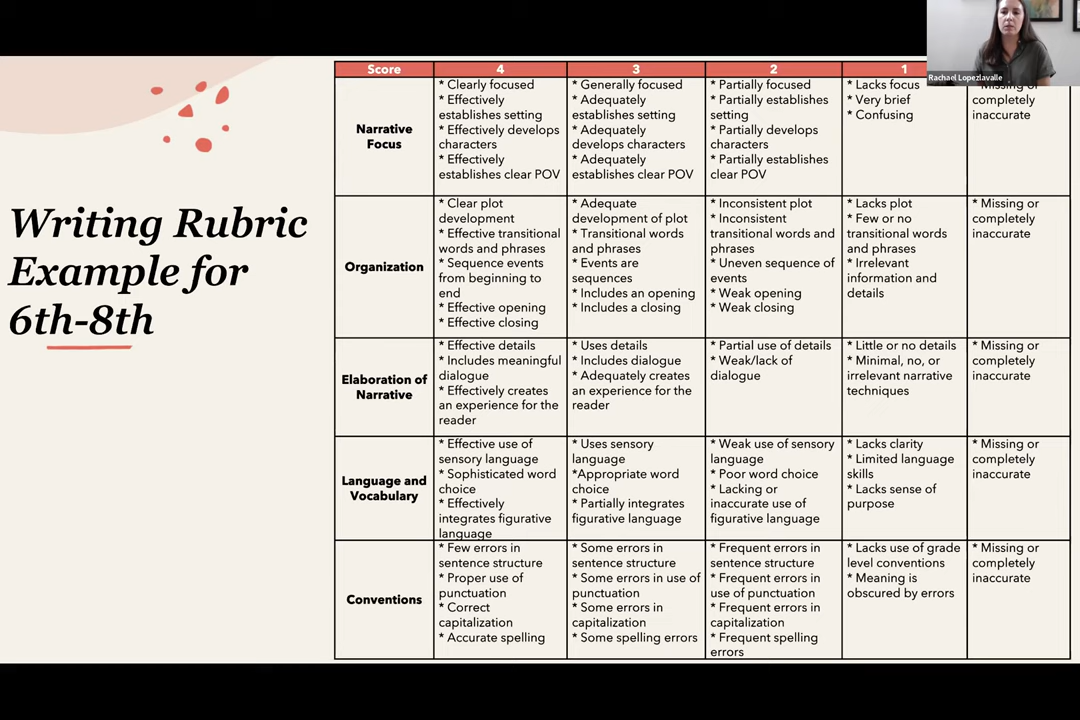 Rachael Lopezlavalle
Writing Rubric
Example for
6th-8th
Score
4
3
2
1
Narrative
Focus
* Clearly focused
* Effectively
establishes setting
* Effectively develops
characters
* Effectively
establishes clear POV
* Generally focused
* Adequately
establishes setting
* Adequately
develops characters
* Adequately
establishes clear POV
* Partially focused
* Partially establishes
setting
* Partially develops
characters
* Partially establishes
clear POV
* Lacks focus
* Very brief
* Confusing
* Missing or
completely
inaccurate
Organization
* Clear plot
development
* Effective transitional
words and phrases
* Sequence events
from beginning to
end
* Effective opening
* Effective closing
* Adequate
development of plot
* Transitional words
and phrases
* Events are
sequences
* Includes an opening
* Includes a closing
* Inconsistent plot
* Inconsistent
transitional words and
phrases
* Uneven sequence of
events
* Weak opening
* Weak closing
* Lacks plot
* Few or no
transitional words
and phrases
* Irrelevant
information and
details
* Missing or
completely
inaccurate
Elaboration of
Narrative
* Effective details
* Includes meaningful
dialogue
* Effectively creates
an experience for the
reader
* Uses details
* Includes dialogue
* Adequately creates
an experience for the
reader
* Partial use of details
* Weak/lack of
dialogue
* Little or no details
* Minimal, no, or
irrelevant narrative
techniques
* Missing or
completely
inaccurate
Language and
Vocabulary
* Effective use of
sensory language
* Sophisticated word
choice
* Effectively
integrates figurative
language
* Uses sensory
language
*Appropriate word
choice
* Partially integrates
figurative language
* Weak use of sensory
language
* Poor word choice
* Lacking or
inaccurate use of
figurative language
* Lacks clarity
* Limited language
skills
* Lacks sense of
purpose
* Missing or
completely
inaccurate
Conventions
* Few errors in
sentence structure
* Proper use of
punctuation
* Correct
capitalization
* Accurate spelling
* Some errors in
sentence structure
* Some errors in use of
punctuation
* Some errors in
capitalization
* Some spelling errors
* Frequent errors in
sentence structure
* Frequent errors in
use of punctuation
* Frequent errors in
capitalization
* Frequent spelling
errors
* Lacks use of grade
level conventions
* Meaning is
obscured by errors
* Missing or
completely
inaccurate